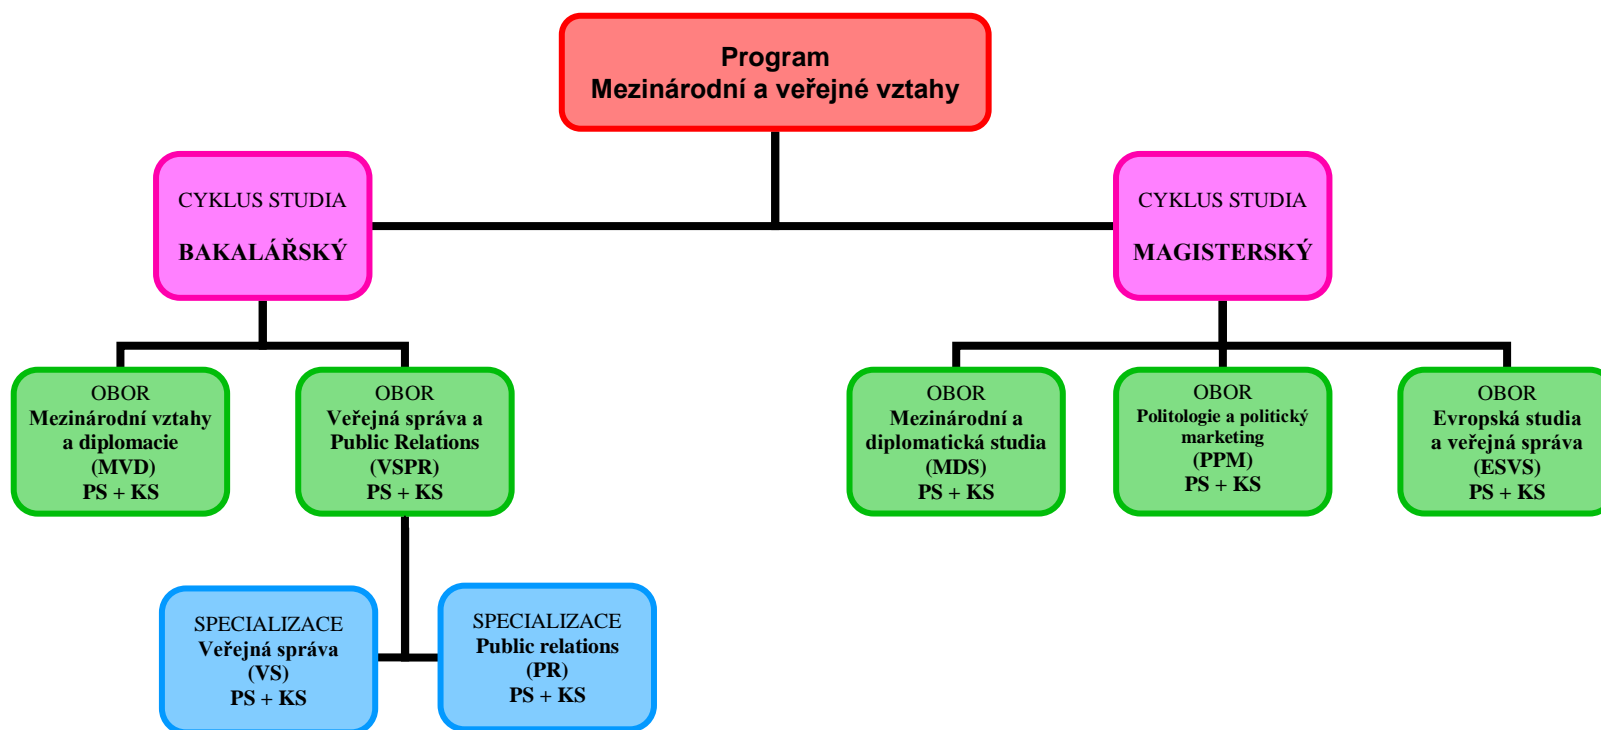 Program
Mezinárodní a veřejné vztahy
CYKLUS STUDIA
BAKALÁŘSKÝ
CYKLUS STUDIA
MAGISTERSKÝ
OBOR
Mezinárodní vztahy
a diplomacie
(MVD)
PS + KS
OBOR
Veřejná správa a
Public Relations
(VSPR)
PS + KS
OBOR
Mezinárodní a
diplomatická studia
(MDS)
PS + KS
OBOR
Politologie a politický
marketing
(PPM)
PS + KS
OBOR
Evropská studia
a veřejná správa
(ESVS)
PS + KS
SPECIALIZACE
Veřejná správa
(VS)
PS + KS
SPECIALIZACE
Public relations
(PR)
PS + KS